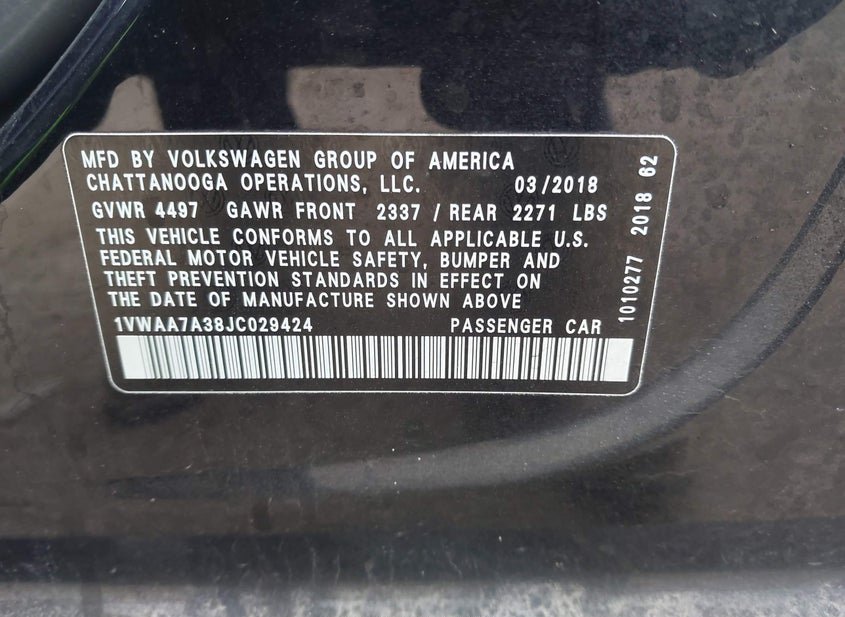 MFD BY VOLKSWAGEN GROUP OF AMERICA
CHATTANOOGA OPERATIONS, LLC. 03/2018
GVWR 4497 GAWR FRONT 2337 / REAR 2271 LBS
THIS VEHICLE CONFORMS TO ALL APPLICABLE U.S.
FEDERAL MOTOR VEHICLE SAFETY, BUMPER AND
THEFT PREVENTION STANDARDS IN EFFECT ON
THE DATE OF MANUFACTURE SHOWN ABOVE
1VWAA7A38JC029424 PASSENGER CAR
1010277 2018 62